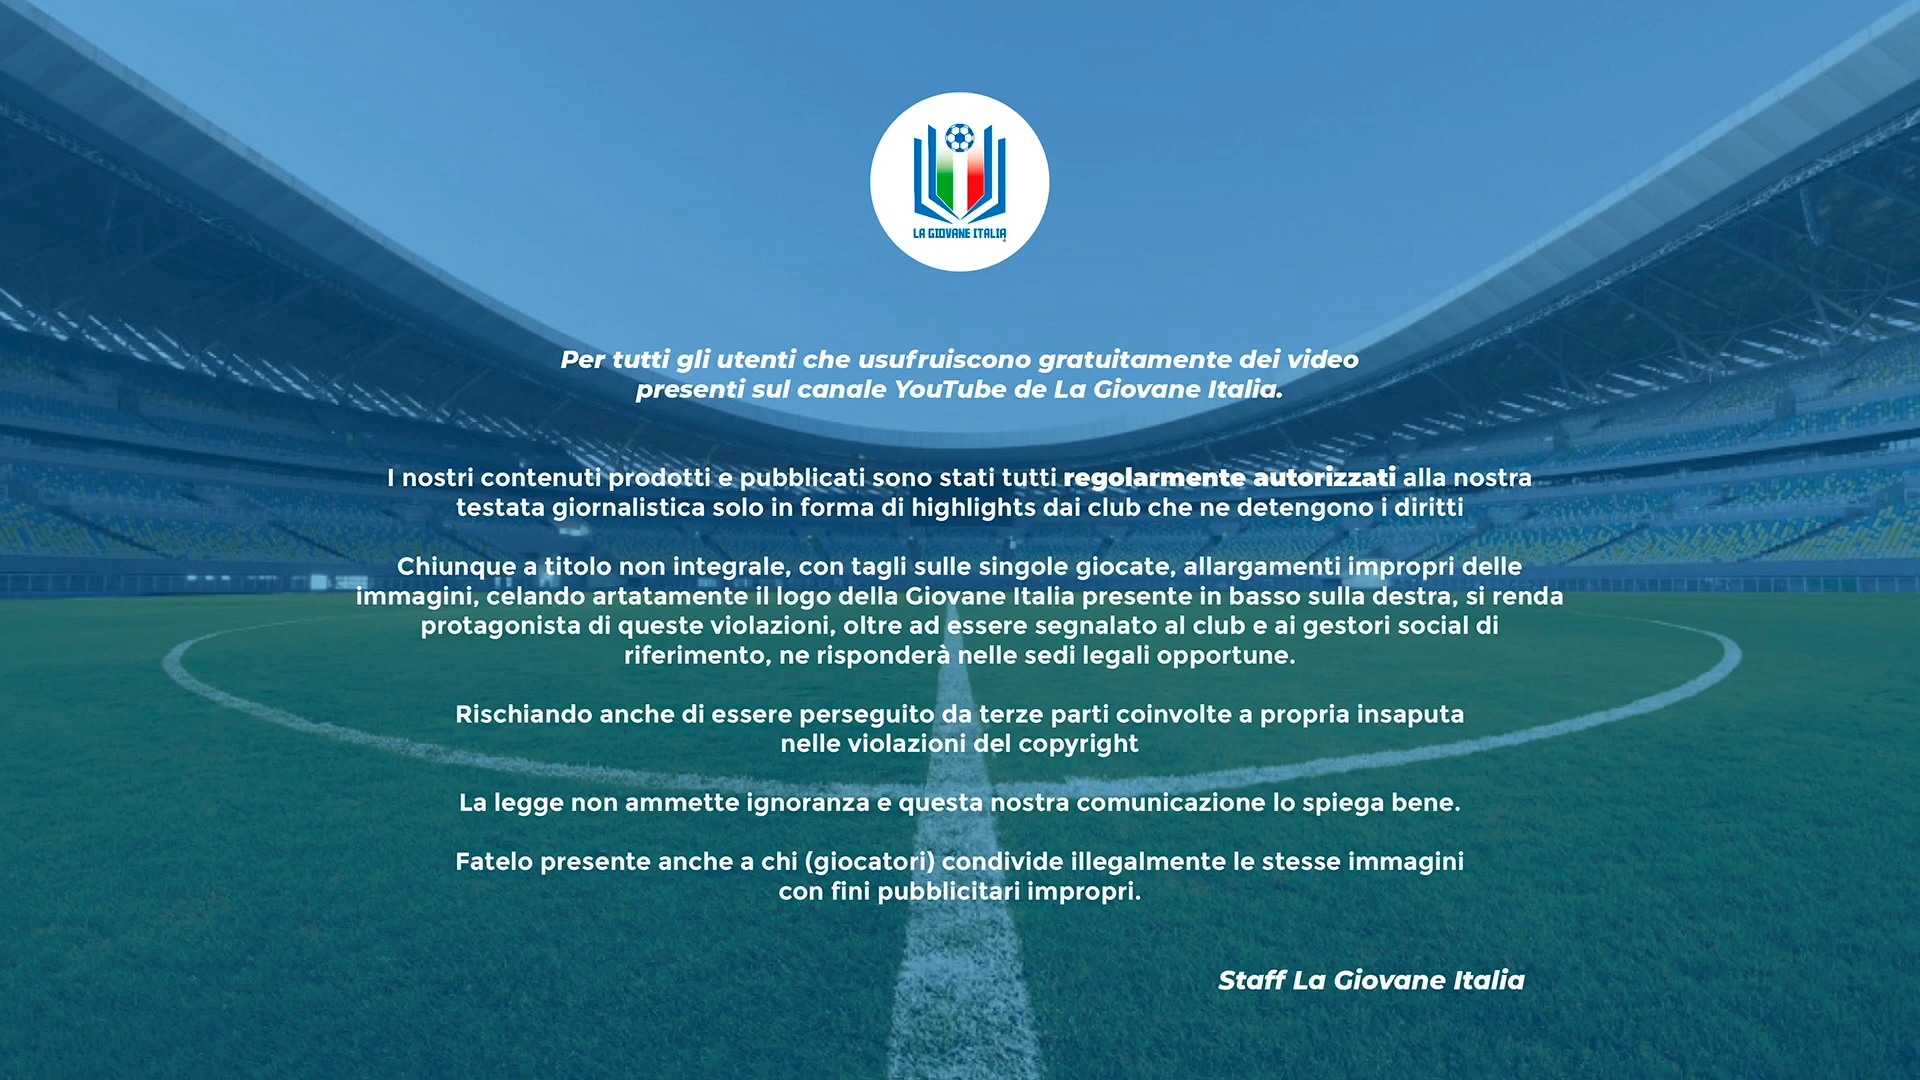 LA GIOVANE ITALIA
Per tutti gli utenti che usufruiscono gratuitamente dei video
presenti sul canale YouTube de La Giovane Italia.
I nostri contenuti prodotti e pubblicati sono stati tutti regolarmente autorizzati alla nostra
testata giornalistica solo in forma di highlights dai club che ne detengono i diritti
Chiunque a titolo non integrale, con tagli sulle singole giocate, allargamenti impropri delle
immagini, celando artatamente il logo della Giovane Italia presente in basso sulla destra, si renda
protagonista di queste violazioni, oltre ad essere segnalato al club e ai gestori social di
riferimento, ne risponderà nelle sedi legali opportune.
Rischiando anche di essere perseguito da terze parti coinvolte a propria insaputa
nelle violazioni del copyright
La legge non ammette ignoranza e questa nostra comunicazione lo spiega bene.
Fatelo presente anche a chi (giocatori) condivide illegalmente le stesse immagini
con fini pubblicitari impropri.
Staff La Giovane Italia